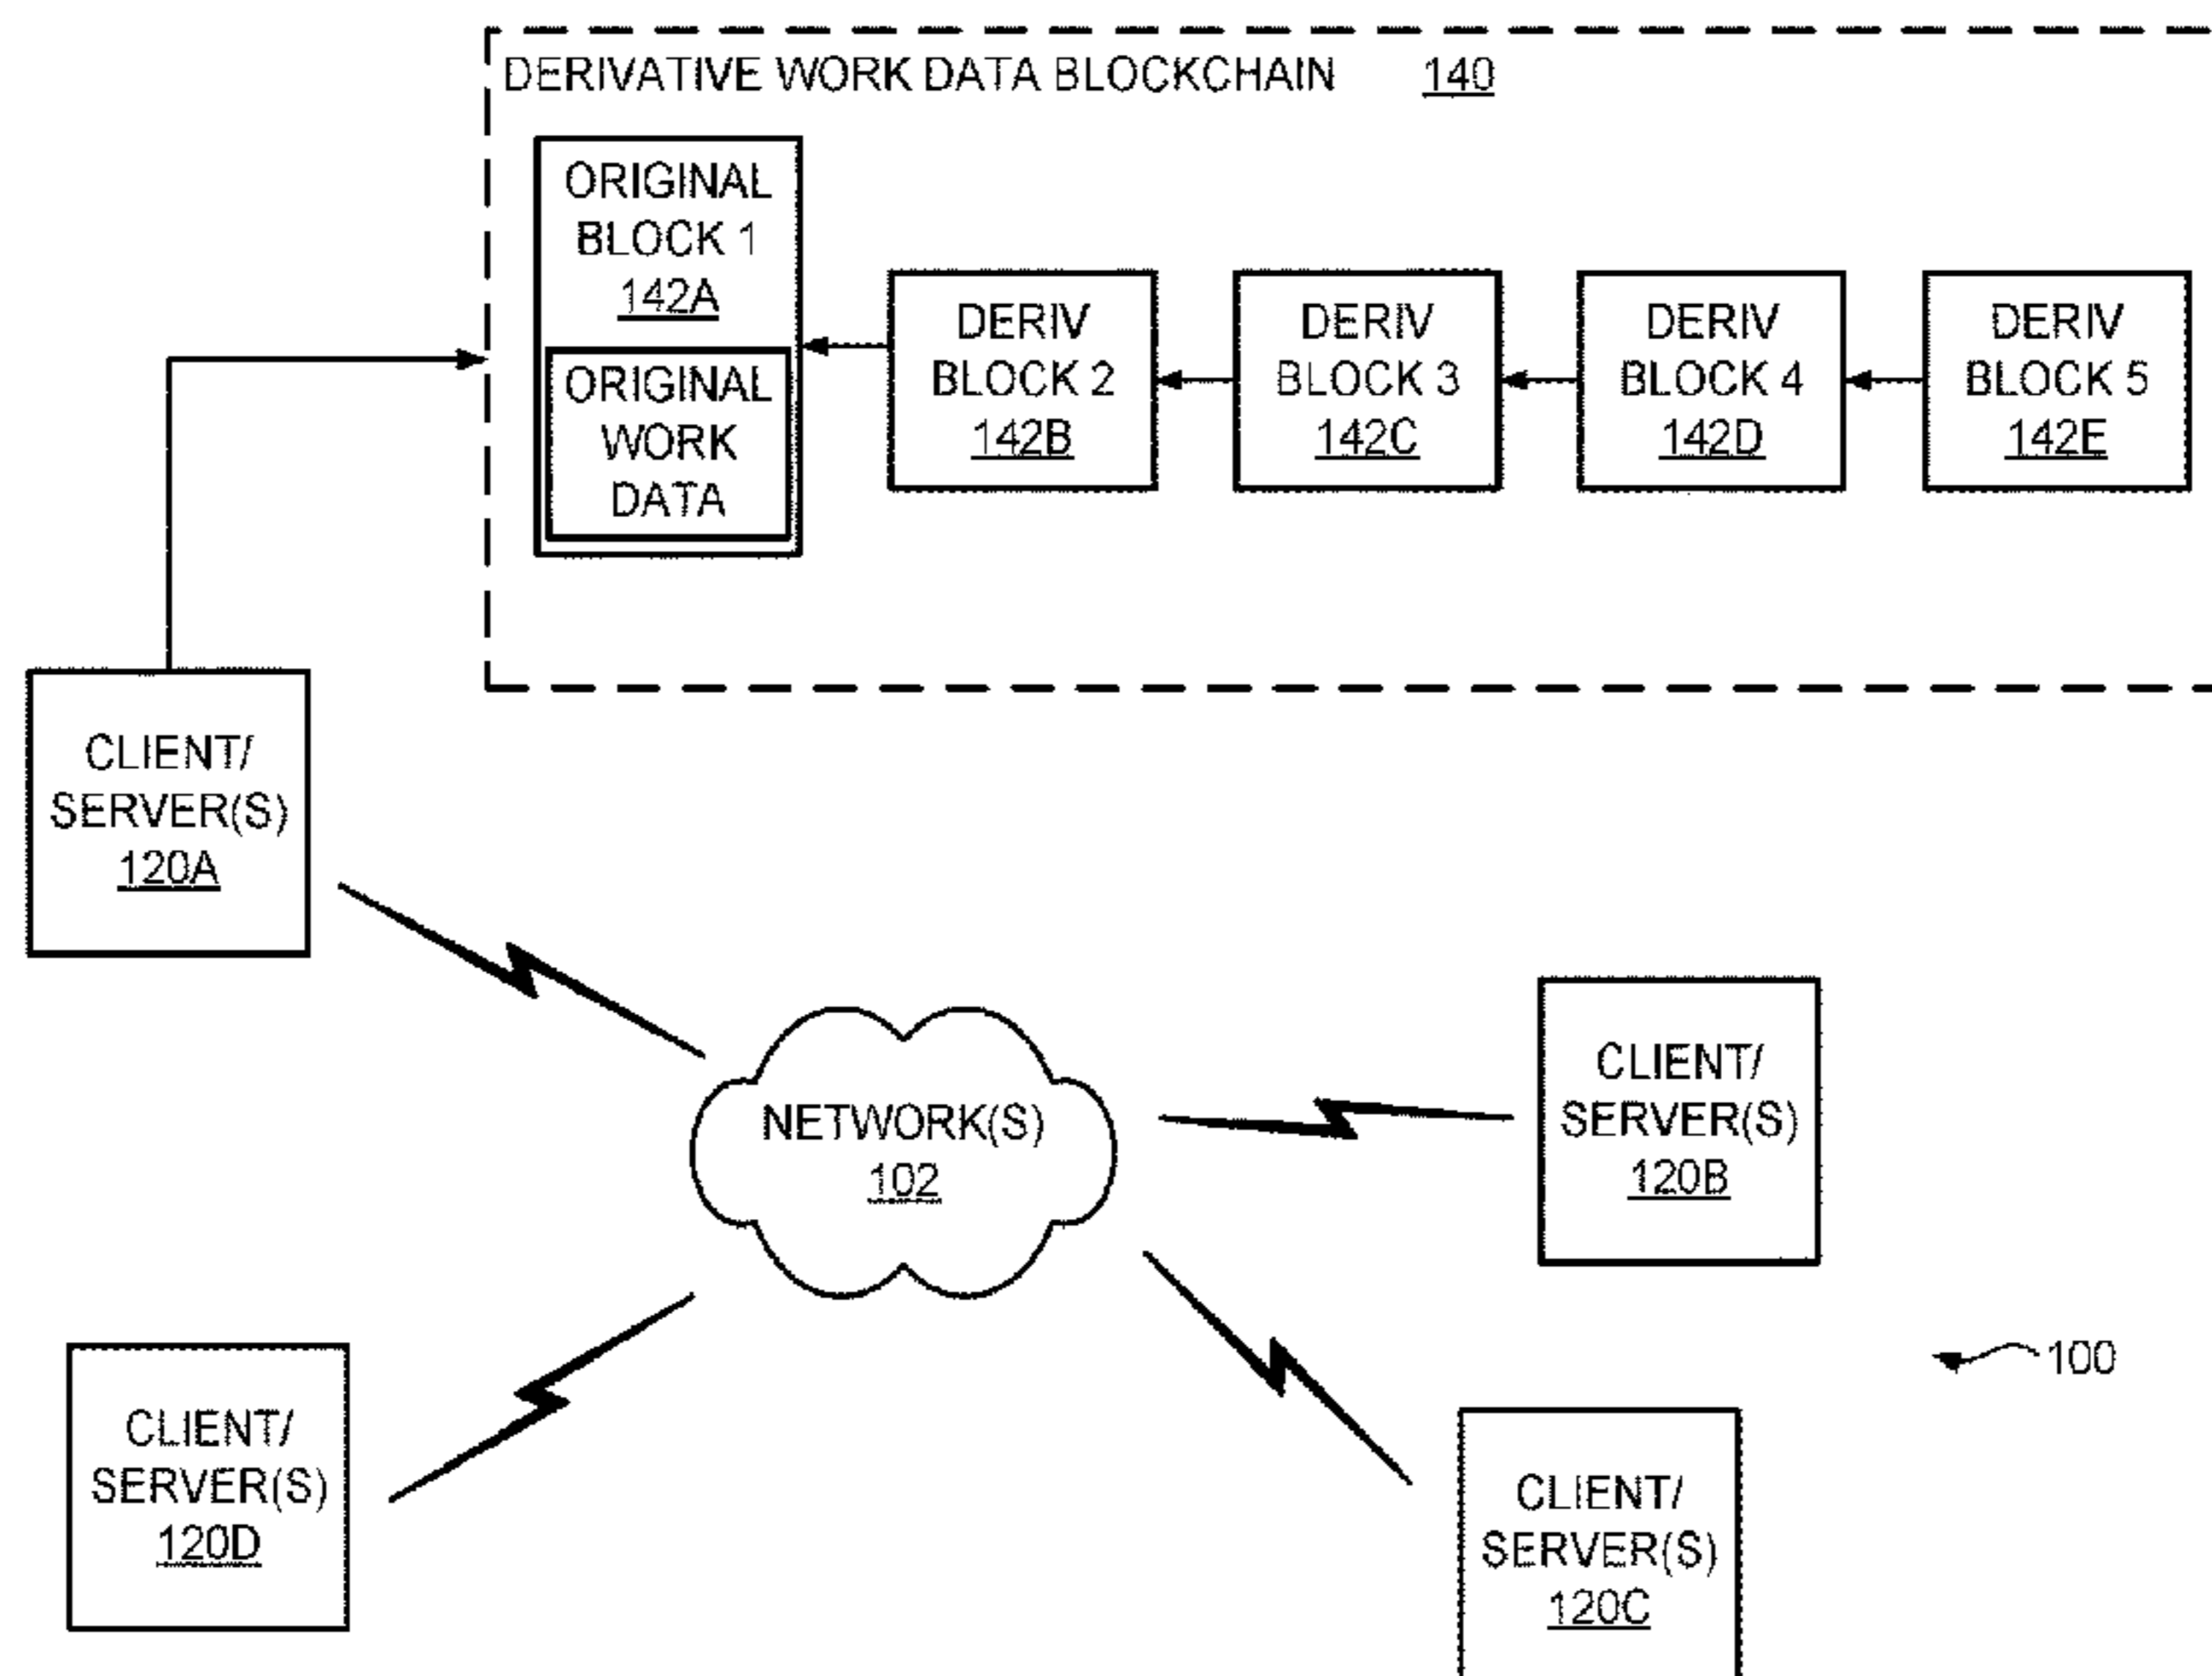 DERIVATIVE WORK DATA BLOCKCHAIN 140
ORIGINAL
BLOCK 1
142A
ORIGINAL
WORK
DATA
DERIV
BLOCK 2
142B
DERIV
BLOCK 3
142C
DERIV
BLOCK 4
142D
DERIV
BLOCK 5
142E
CLIENT/
SERVER(S)
120A
NETWORK(S)
102
CLIENT/
SERVER(S)
120B
100
CLIENT/
SERVER(S)
120D
CLIENT/
SERVER(S)
120C